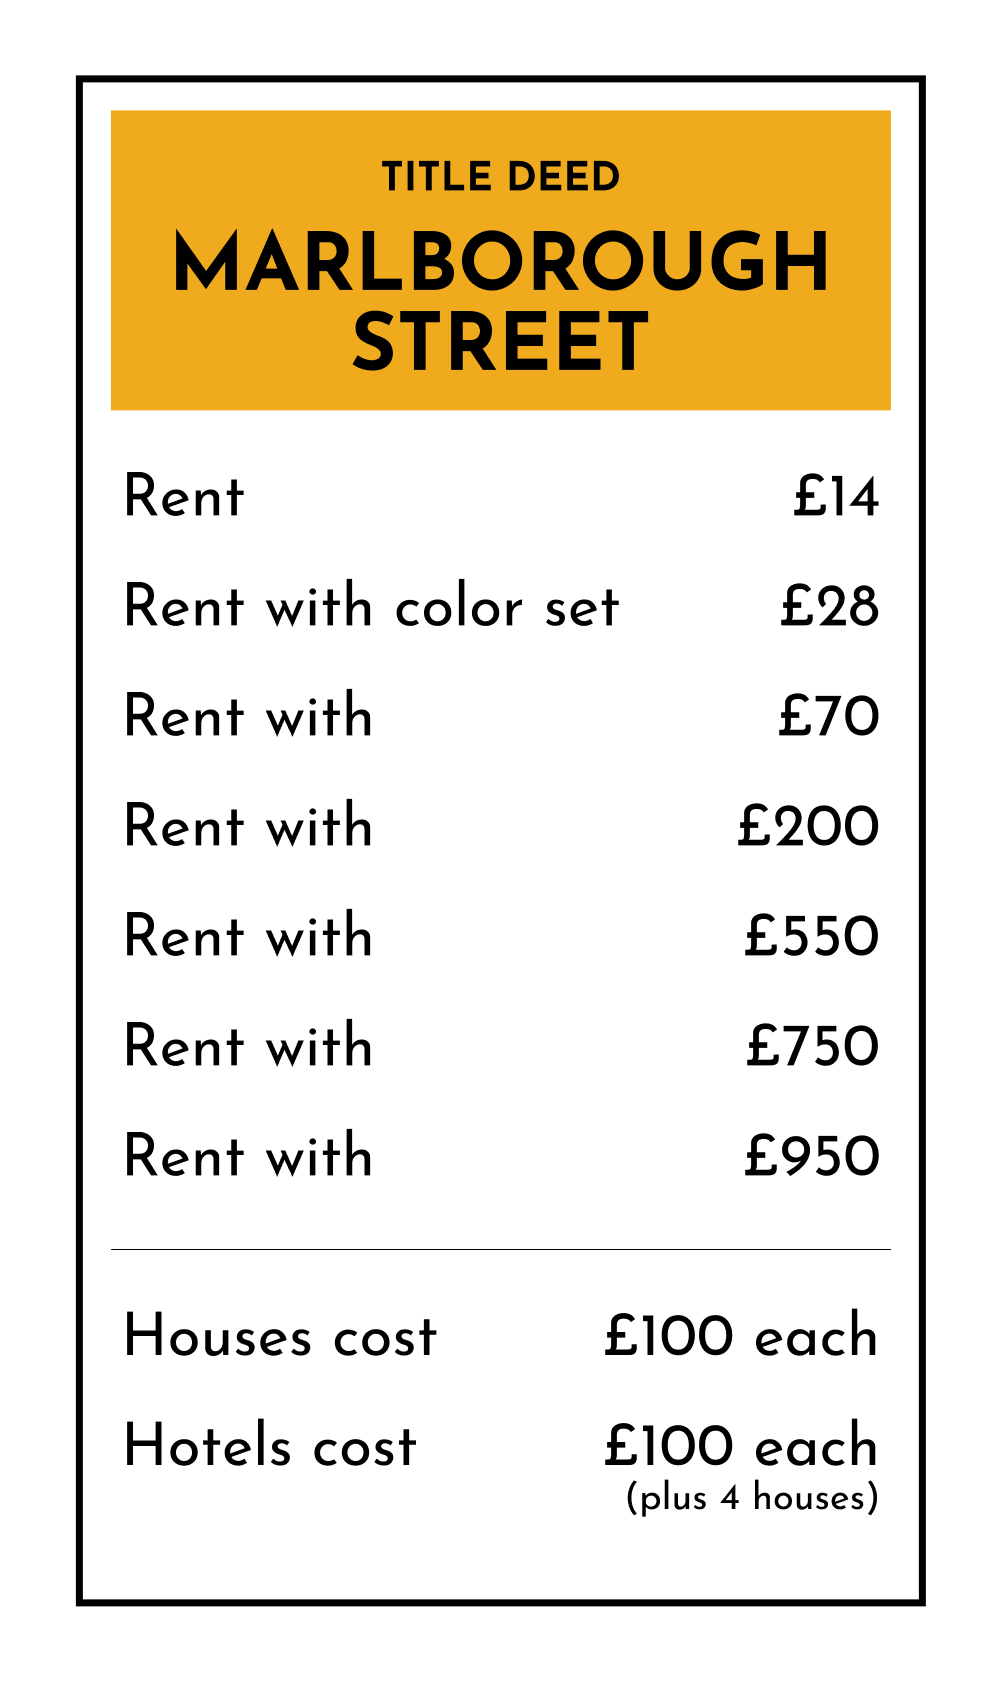 TITLE DEED
MARLBOROUGH
STREET
Rent £14
Rent with color set £28
Rent with £70
Rent with £200
Rent with £550
Rent with £750
Rent with £950
Houses cost £100 each
Hotels cost £100 each
(plus 4 houses)